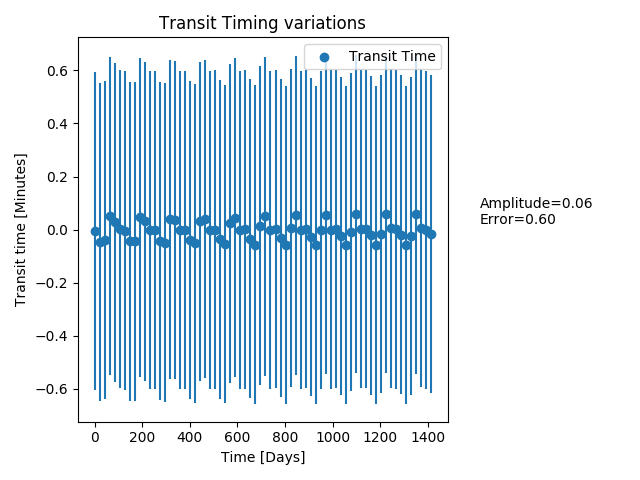 Transit Timing variations
Transit Time
0.6
0.4
0.2
0.0
−0.2
−0.4
−0.6
Transit time [Minutes]
Amplitude=0.06
Error=0.60
0
200
400
600
800
1000
1200
1400
Time [Days]